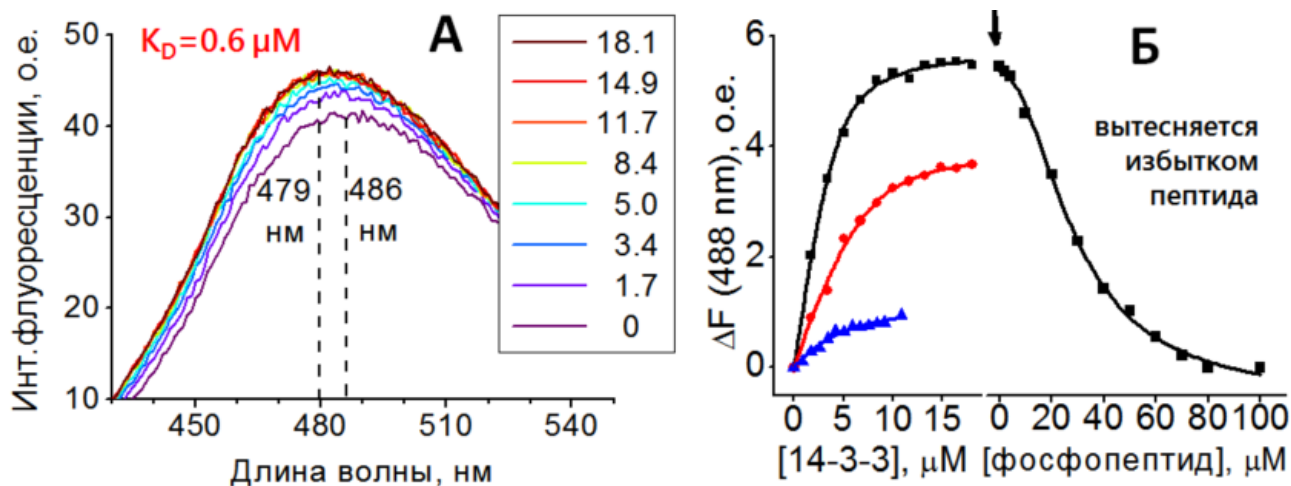 А
K_D=0.6 μM
Инт.флуоресценции, о.е.
50
40
30
20
10
479
нм
486
нм
450
480
510
540
Длина волны, нм
18.1
14.9
11.7
8.4
5.0
3.4
1.7
0
Б
ΔF (488 nm), о.е.
6
4
2
0
вытесняется
избытком
пептида
0 5 10 15
0 20 40 60 80 100
[14-3-3], μM
[фосфопептид], μM